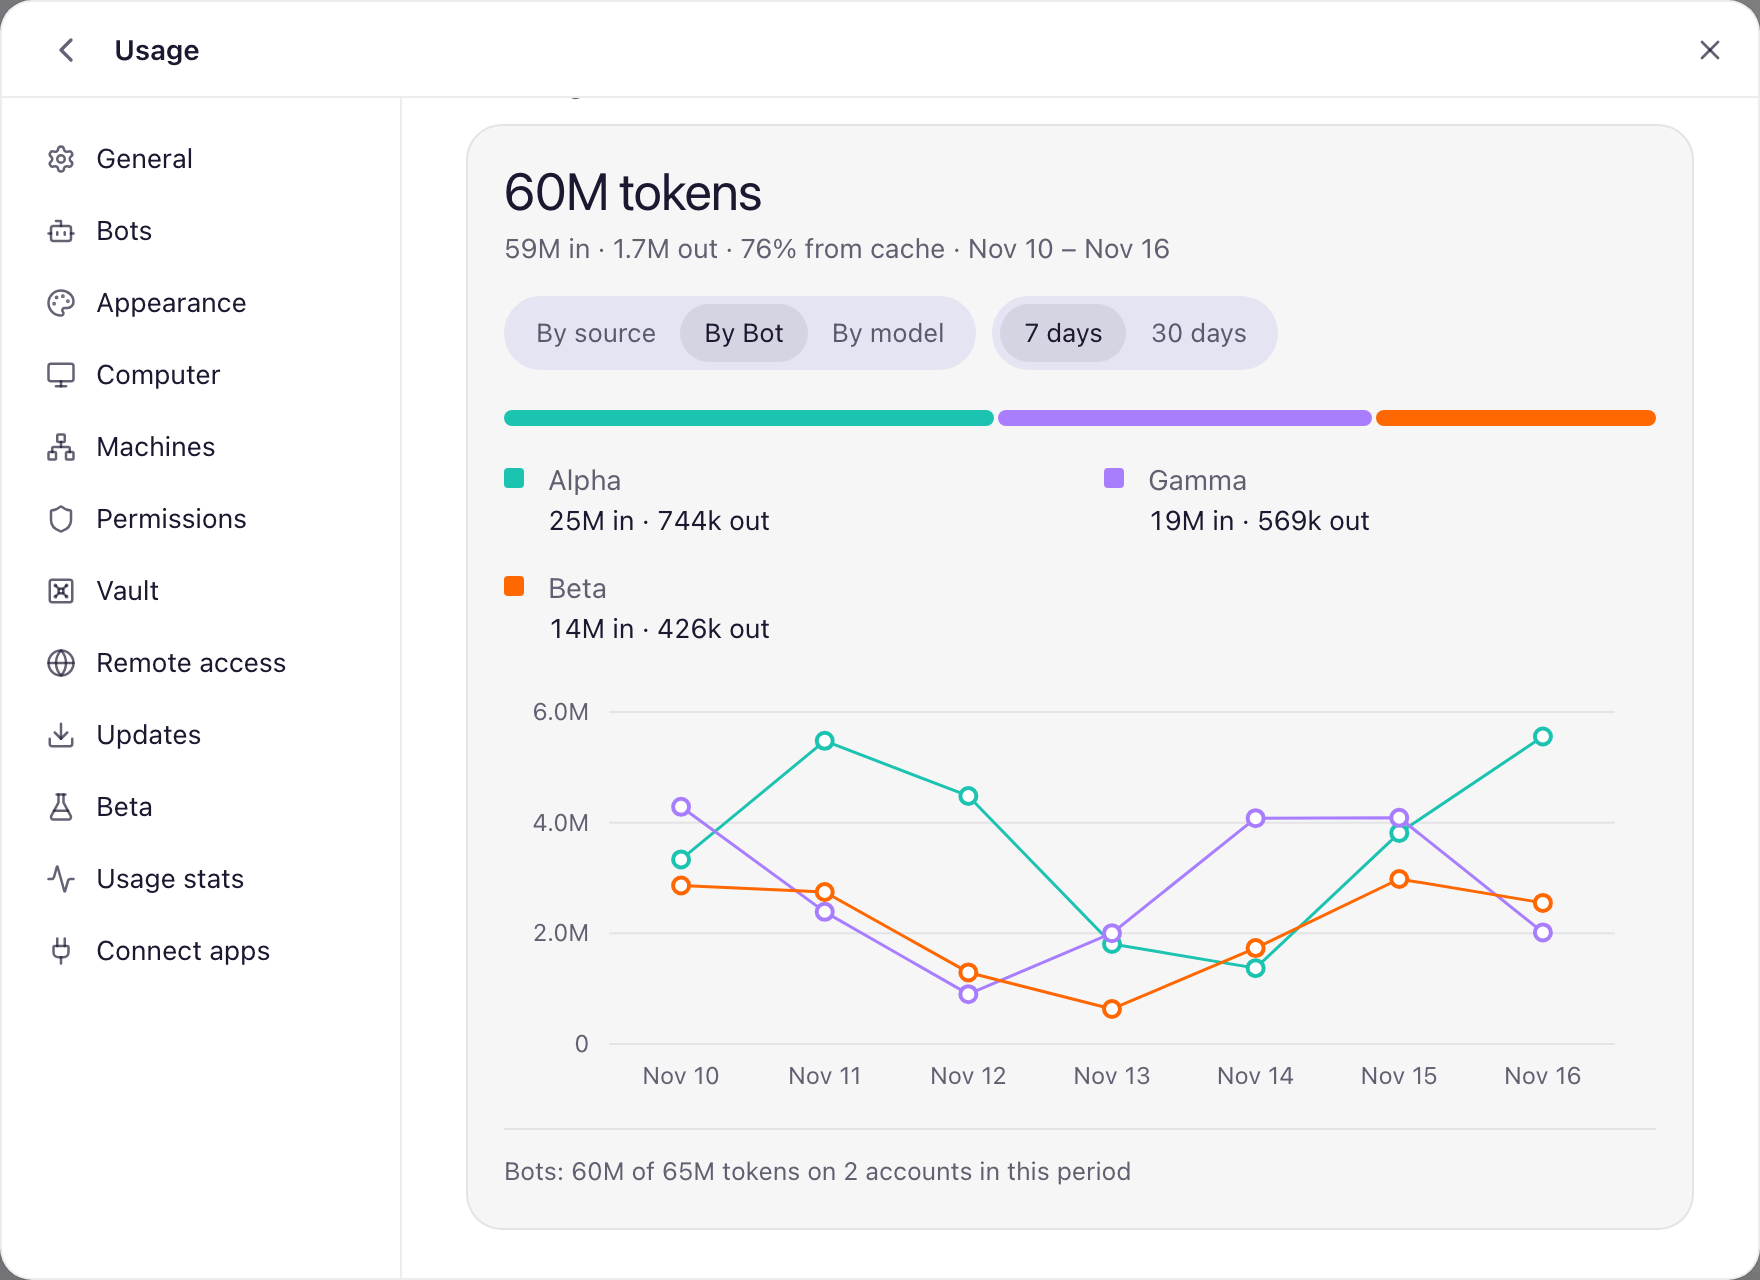 Usage
General
Bots
Appearance
Computer
Machines
Permissions
Vault
Remote access
Updates
Beta
Usage stats
Connect apps
60M tokens
59M in · 1.7M out · 76% from cache · Nov 10 – Nov 16
By source By Bot By model 7 days 30 days
Alpha
25M in · 744k out
Gamma
19M in · 569k out
Beta
14M in · 426k out
6.0M
4.0M
2.0M
0
Nov 10 Nov 11 Nov 12 Nov 13 Nov 14 Nov 15 Nov 16
Bots: 60M of 65M tokens on 2 accounts in this period